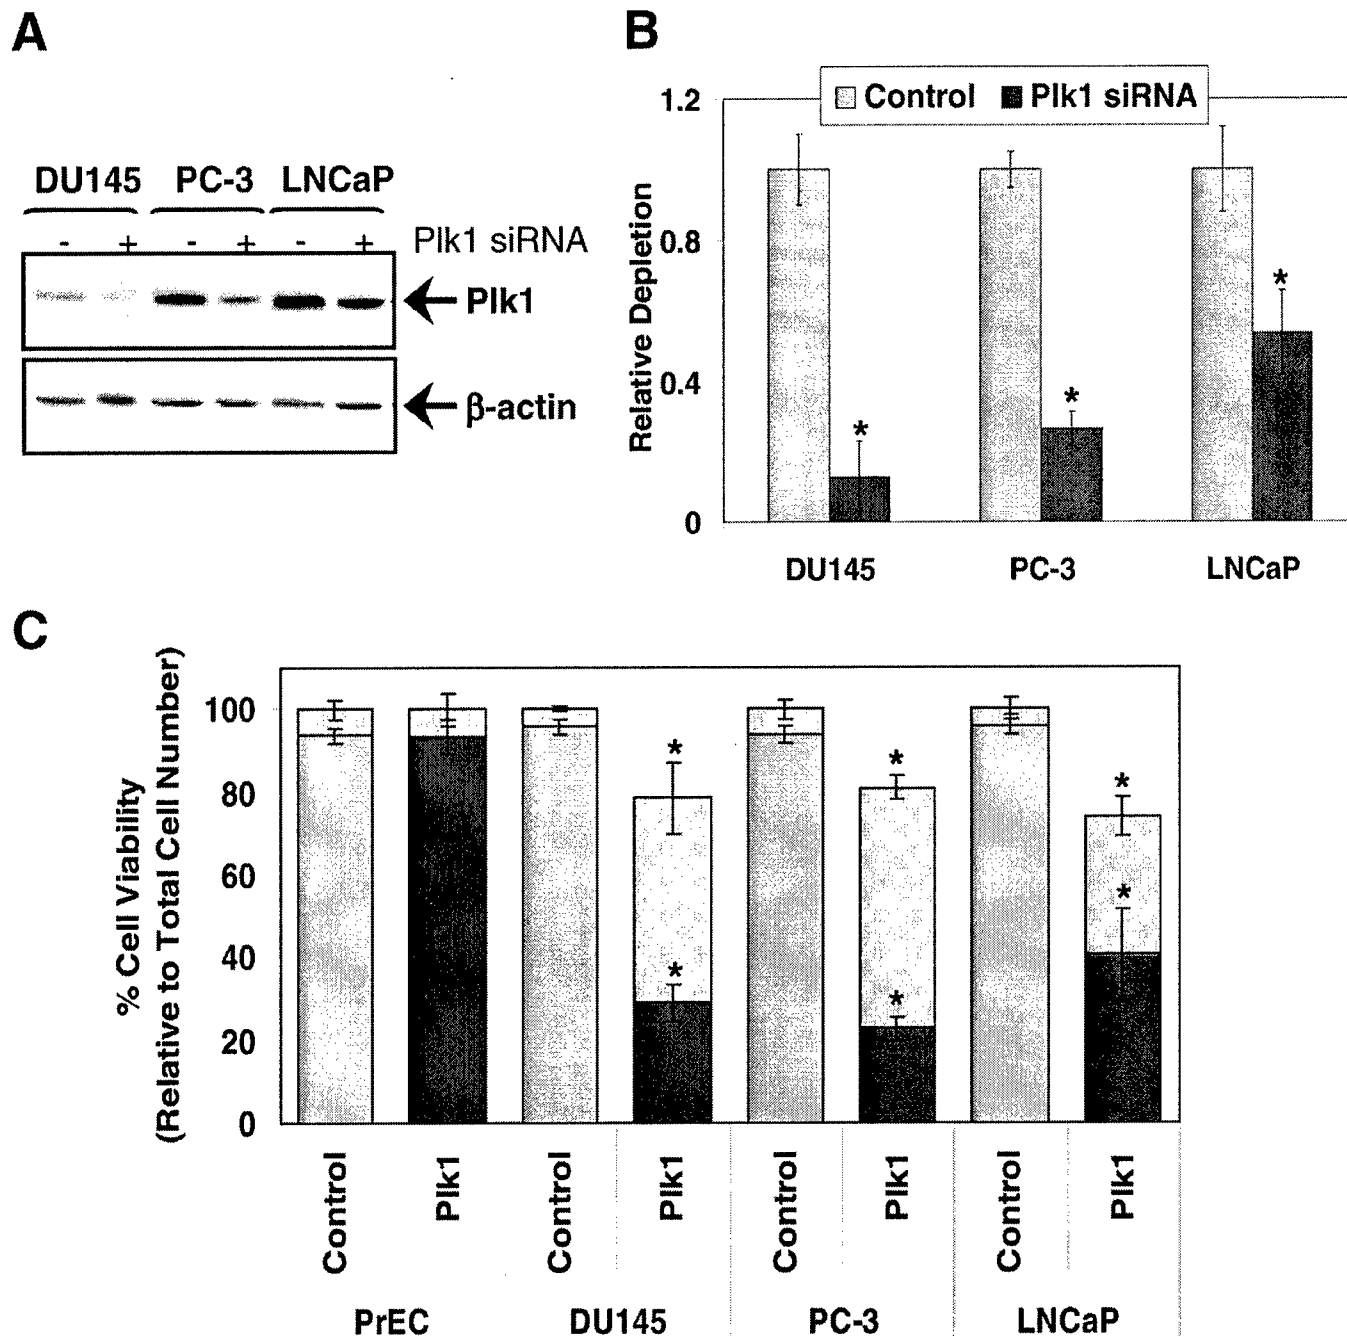 A
DU145 PC-3 LNCaP
- + - + - + Plk1 siRNA
Plk1
β-actin
B
Control Plk1 siRNA
Relative Depletion
1.2
0.8
0.4
0
* * *
DU145 PC-3 LNCaP
C
% Cell Viability
(Relative to Total Cell Number)
100
80
60
40
20
0
* * *
* * *
Control Plk1 Control Plk1 Control Plk1 Control Plk1
PrEC DU145 PC-3 LNCaP